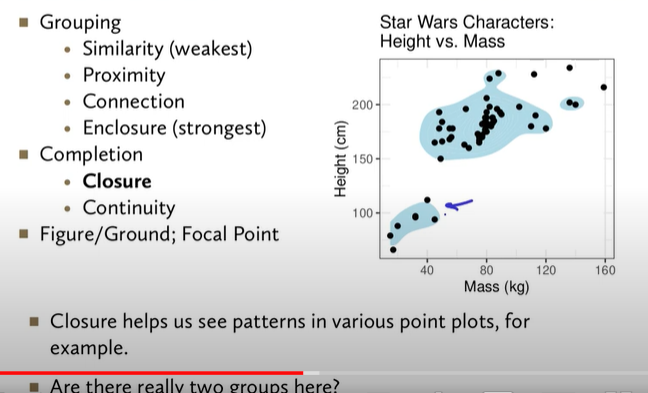 Grouping
Similarity (weakest)
Proximity
Connection
Enclosure (strongest)
Completion
Closure
Continuity
Figure/Ground; Focal Point
Star Wars Characters:
Height vs. Mass
Height (cm)
200
150
100
40 80 120 160
Mass (kg)
Closure helps us see patterns in various point plots, for
example.
Are there really two groups here?